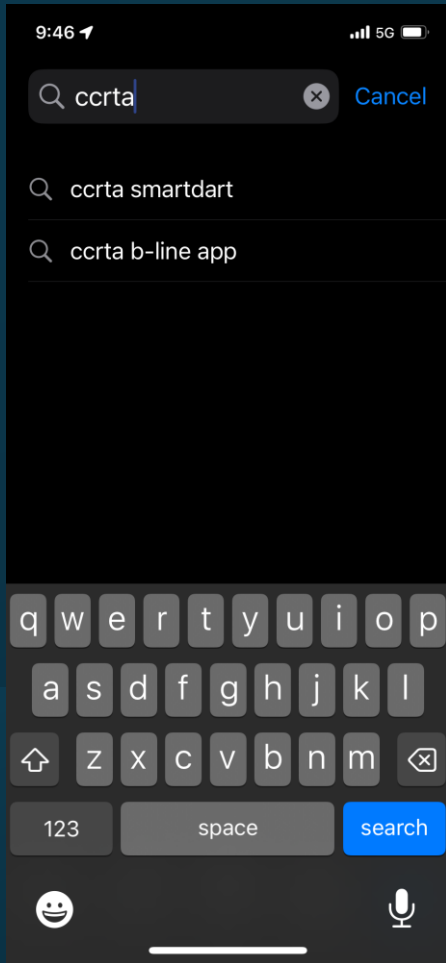 9:46 5G
ccrta Cancel
ccrta smartdart
ccrta b-line app
q w e r t y u i o p
a s d f g h j k l
z x c v b n m
123 space search